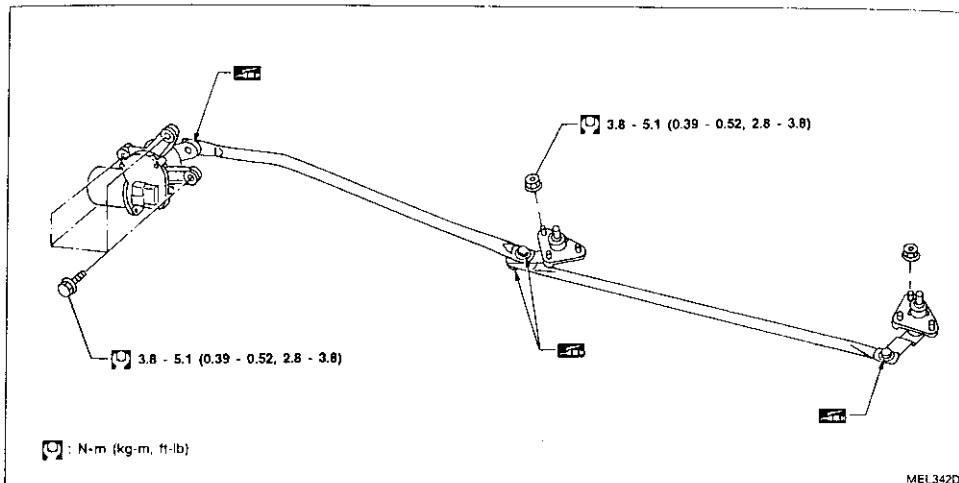 3.8 - 5.1 (0.39 - 0.52, 2.8 - 3.8)
3.8 - 5.1 (0.39 - 0.52, 2.8 - 3.8)
: N-m (kg-m, ft-lb)
MEL342D